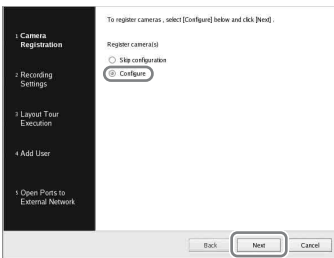 To register cameras , select [Configure] below and click [Next] .
1 Camera
Registration
Register camera(s)
Skip configuration
Configure
2 Recording
Settings
3 Layout Tour
Execution
4 Add User
5 Open Ports to
External Network
Back
Next
Cancel